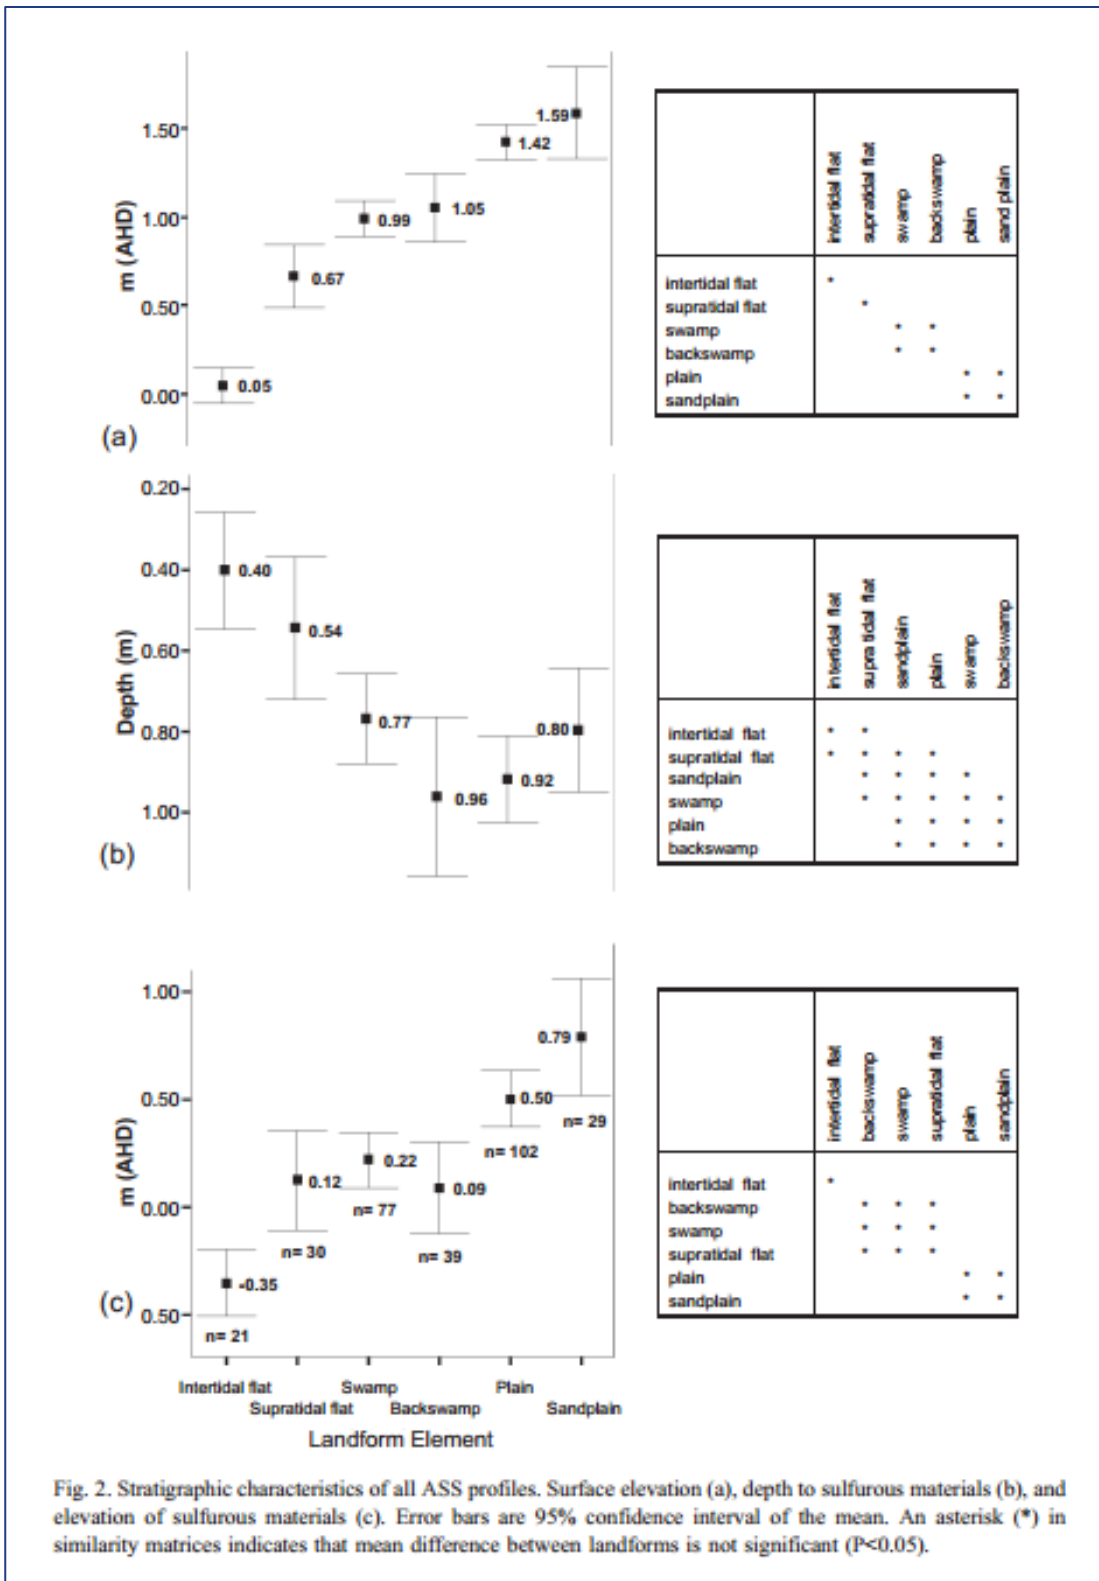 1.50
1.00
0.50
0.00
m (AHD)
0.05
0.67
0.99
1.05
1.42
1.59
(a)
intertidal flat
supratidal flat
swamp
backswamp
plain
sand plain
intertidal flat *
supratidal flat *
swamp * *
backswamp * *
plain * *
sandplain * *
0.20
0.40
0.60
0.80
1.00
Depth (m)
0.40
0.54
0.77
0.96
0.92
0.80
(b)
intertidal flat
supratidal flat
sandplain
plain
swamp
backswamp
intertidal flat * *
supratidal flat * * * *
sandplain * * * *
swamp * * * * *
plain * * * *
backswamp * * * *
1.00
0.50
0.00
0.50
m (AHD)
-0.35
0.12
0.22
0.09
0.50
0.79
n= 21
n= 30
n= 77
n= 39
n= 102
n= 29
(c)
Intertidal flat
Supratidal flat
Swamp
Backswamp
Plain
Sandplain
Landform Element
intertidal flat
backswamp
swamp
supratidal flat
plain
sandplain
intertidal flat *
backswamp * * *
swamp * * *
supratidal flat * * *
plain * *
sandplain * *
Fig. 2. Stratigraphic characteristics of all ASS profiles. Surface elevation (a), depth to sulfurous materials (b), and
elevation of sulfurous materials (c). Error bars are 95% confidence interval of the mean. An asterisk (*) in
similarity matrices indicates that mean difference between landforms is not significant (P<0.05).